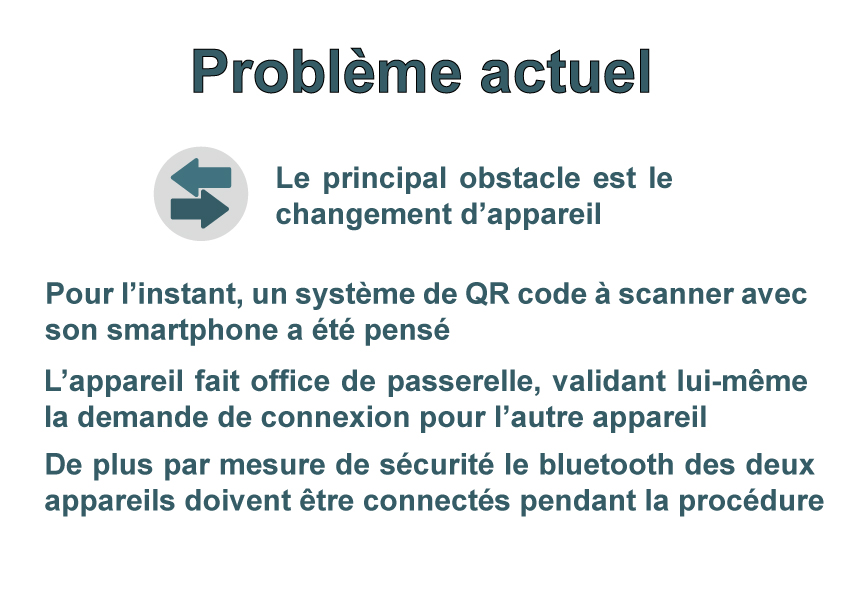 Problème actuel
Le principal obstacle est le
changement d’appareil
Pour l’instant, un système de QR code à scanner avec
son smartphone a été pensé
L’appareil fait office de passerelle, validant lui-même
la demande de connexion pour l’autre appareil
De plus par mesure de sécurité le bluetooth des deux
appareils doivent être connectés pendant la procédure